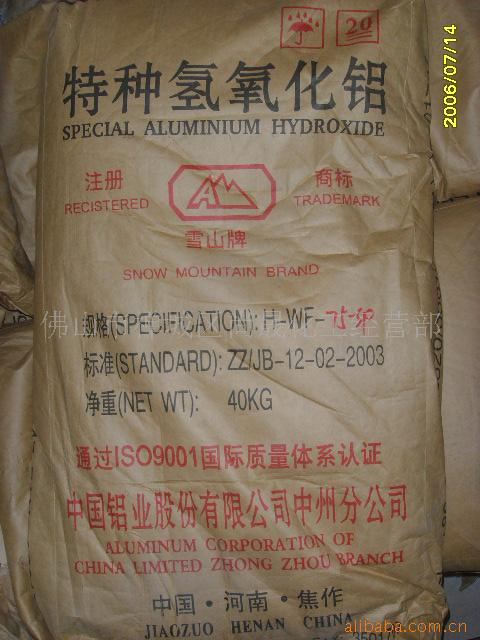 20
2006/07/14
特种氢氧化铝
SPECIAL ALUMINIUM HYDROXIDE
注册 商标
RECISTERED TRADEMARK
雪山牌
SNOW MOUNTAIN BRAND
规格(SPECIFICATION): H-WF-75-SP
标准(STANDARD): ZZ/JB-12-02-2003
净重(NET WT): 40KG
通过ISO9001国际质量体系认证
中国铝业股份有限公司中州分公司
ALUMINUM CORPORATION OF
CHINA LIMITED ZHONG ZHOU BRANCH
中国·河南·焦作
JIAOZUO HENAN CHINA
alibaba.com.cn